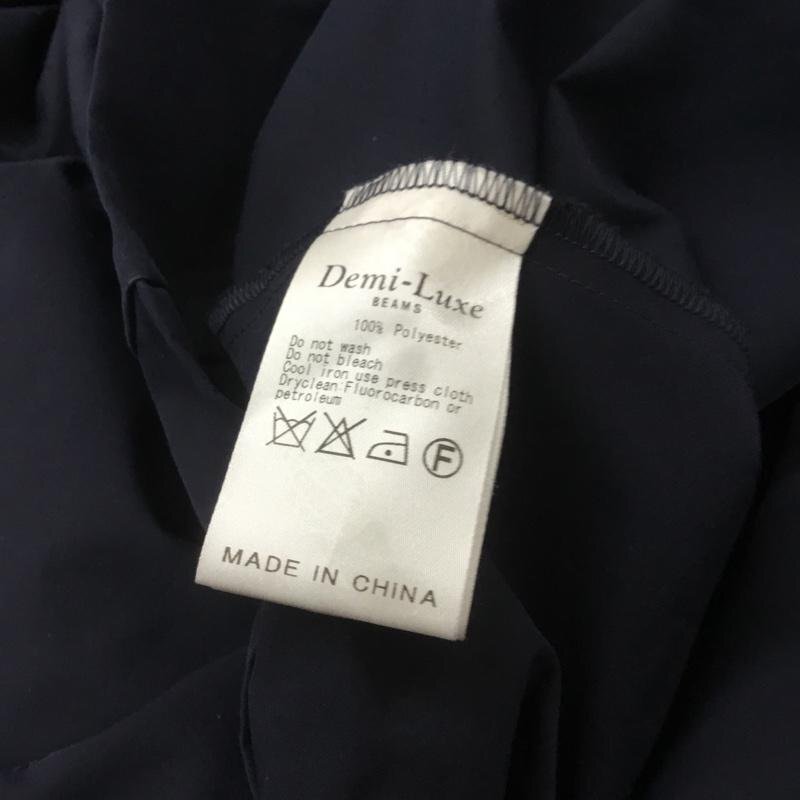 Demi-Luxe
BEAMS
100% Polyester
Do not wash
Do not bleach
Cool iron use press cloth
Dryclean Fluorocarbon or
petroleum
F
MADE IN CHINA